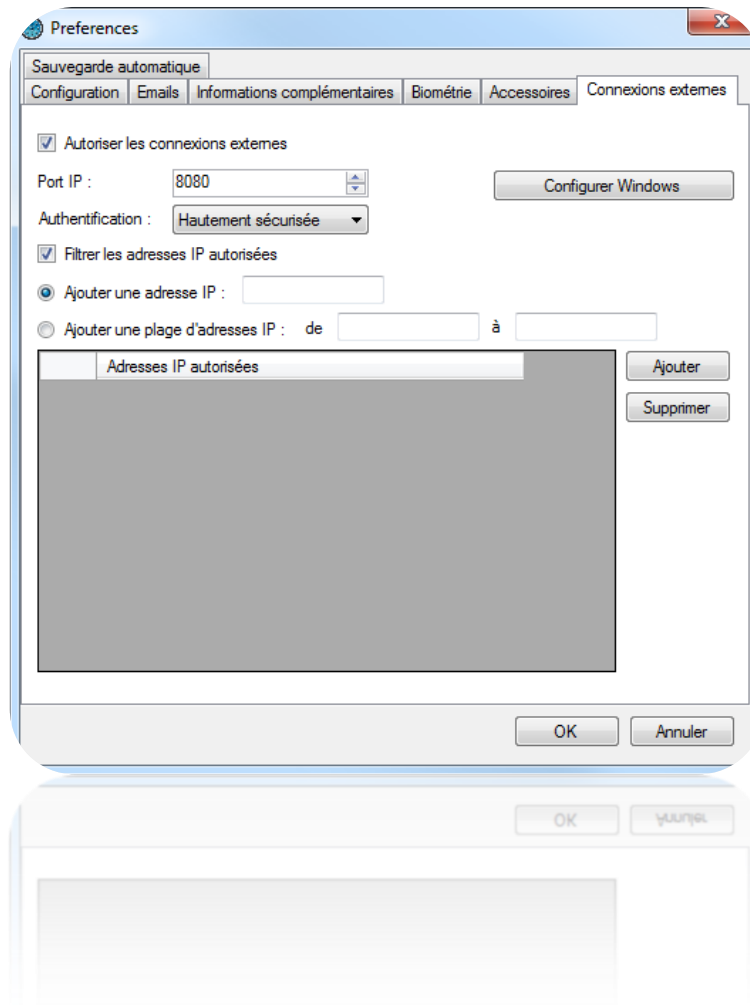 Preferences
Sauvegarde automatique
Configuration Emails Informations complémentaires Biométrie Accessoires Connexions externes
Autoriser les connexions externes
Port IP : 8080 Configurer Windows
Authentification : Hautement sécurisée
Filtrer les adresses IP autorisées
Ajouter une adresse IP :
Ajouter une plage d'adresses IP : de à
Adresses IP autorisées Ajouter
Supprimer
OK Annuler
OK Annuler